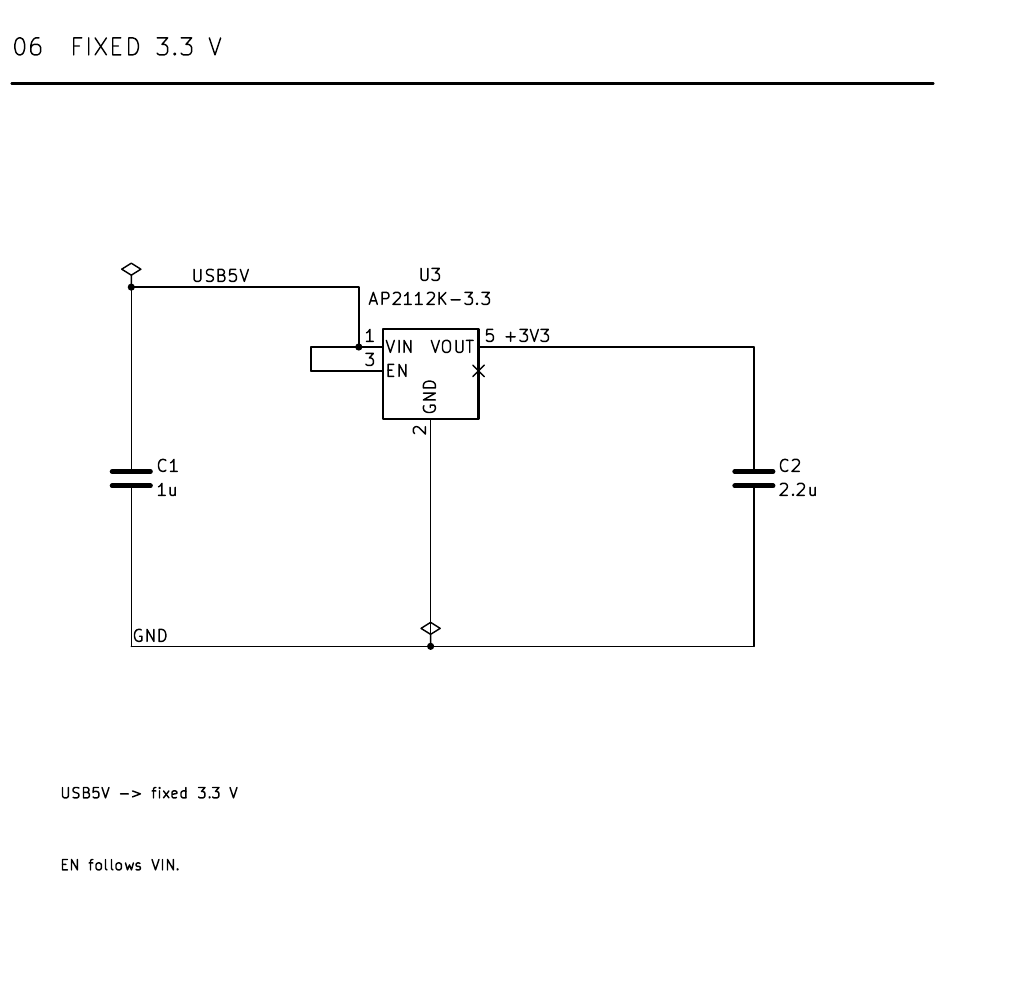 06 FIXED 3.3 V
USB5V
U3
AP2112K-3.3
1
VIN
VOUT
5
+3V3
3
EN
GND
2
C1
1u
C2
2.2u
GND
USB5V -> fixed 3.3 V
EN follows VIN.